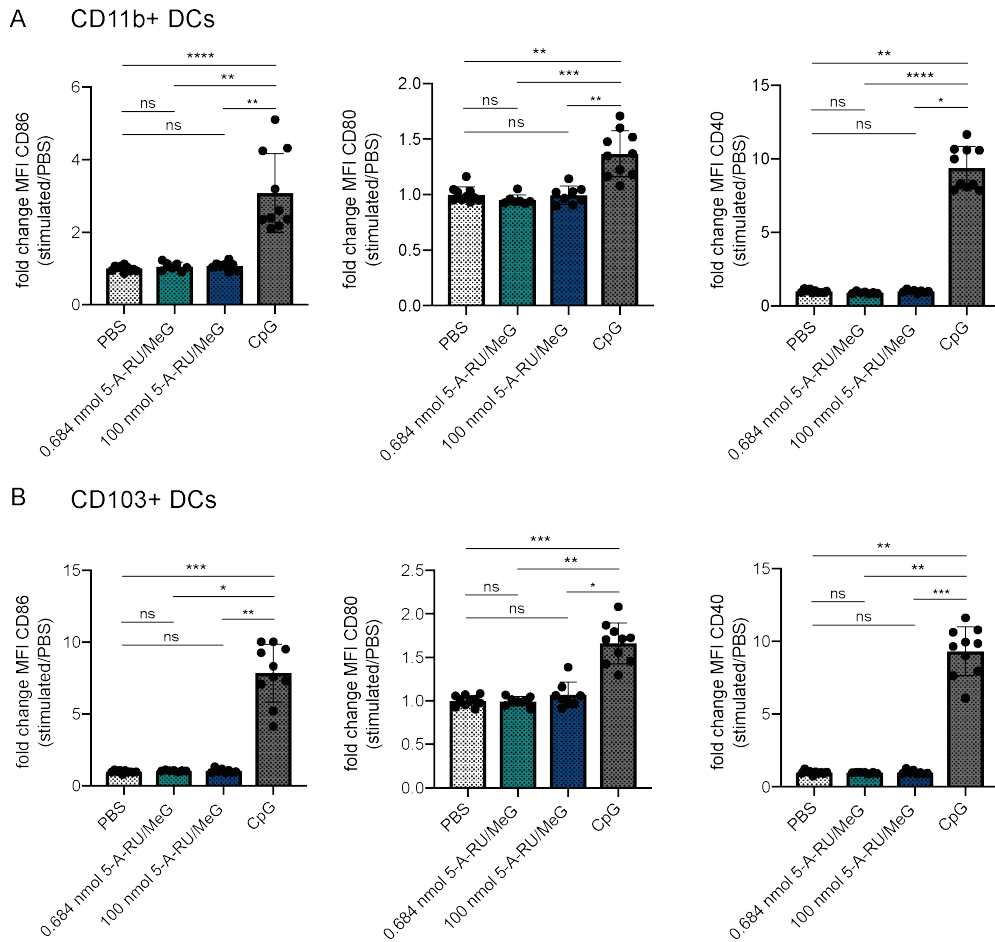 A CD11b+ DCs
fold change MFI CD86
(stimulated/PBS)
6
4
2
0
****
**
ns
**
ns
PBS
0.684 nmol 5-A-RU/MeG
100 nmol 5-A-RU/MeG
CpG
fold change MFI CD80
(stimulated/PBS)
2.0
1.5
1.0
0.5
0.0
**
***
ns
**
ns
PBS
0.684 nmol 5-A-RU/MeG
100 nmol 5-A-RU/MeG
CpG
fold change MFI CD40
(stimulated/PBS)
15
10
5
0
**
****
ns
*
ns
PBS
0.684 nmol 5-A-RU/MeG
100 nmol 5-A-RU/MeG
CpG
B CD103+ DCs
fold change MFI CD86
(stimulated/PBS)
15
10
5
0
***
*
ns
**
ns
PBS
0.684 nmol 5-A-RU/MeG
100 nmol 5-A-RU/MeG
CpG
fold change MFI CD80
(stimulated/PBS)
2.5
2.0
1.5
1.0
0.5
0.0
***
**
ns
*
ns
PBS
0.684 nmol 5-A-RU/MeG
100 nmol 5-A-RU/MeG
CpG
fold change MFI CD40
(stimulated/PBS)
15
10
5
0
**
**
ns
***
ns
PBS
0.684 nmol 5-A-RU/MeG
100 nmol 5-A-RU/MeG
CpG